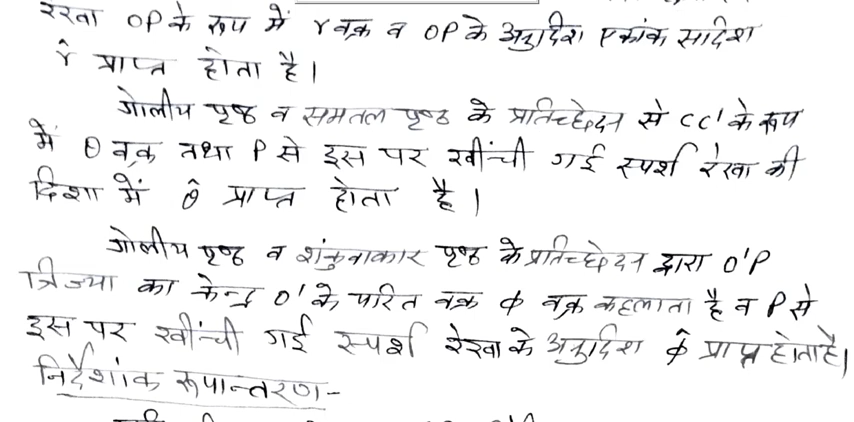 रेखा OP के रूप में r वक्र व OP के अनुदिश एकांक सादिश
r̂ प्राप्त होता है।
गोलीय पृष्ठ व समतल पृष्ठ के प्रतिच्छेदन से CC' के रूप
में θ वक्र तथा P से इस पर खींची गई स्पर्श रेखा की
दिशा में θ̂ प्राप्त होता है।
गोलीय पृष्ठ व शंकुवाकार पृष्ठ के प्रतिच्छेदन द्वारा O'P
त्रिज्या का केन्द्र O' के परित वक्र ϕ वक्र कहलाता है व P से
इस पर खींची गई स्पर्श रेखा के अनुदिश ϕ̂ प्राप्त होता है।
निर्देशांक रूपान्तरण-